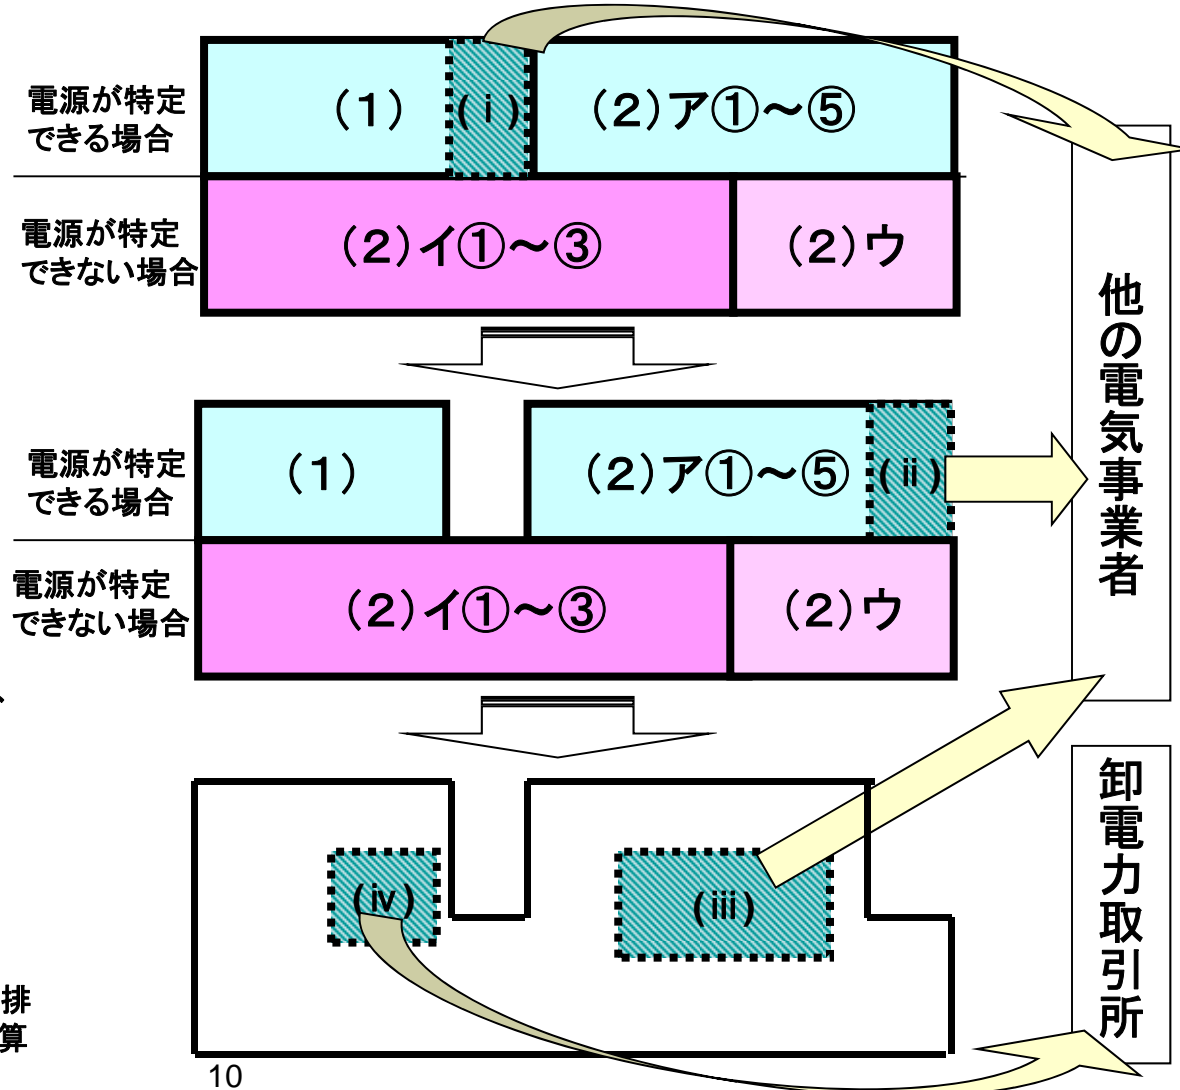 電源が特定
できる場合
(1)
(ⅰ)
(2)ア①～⑤
電源が特定
できない場合
(2)イ①～③
(2)ウ
他の電気事業者
電源が特定
できる場合
(1)
(2)ア①～⑤
(ⅱ)
電源が特定
できない場合
(2)イ①～③
(2)ウ
、
(ⅳ)
(ⅲ)
卸電力取引所
排
算
10